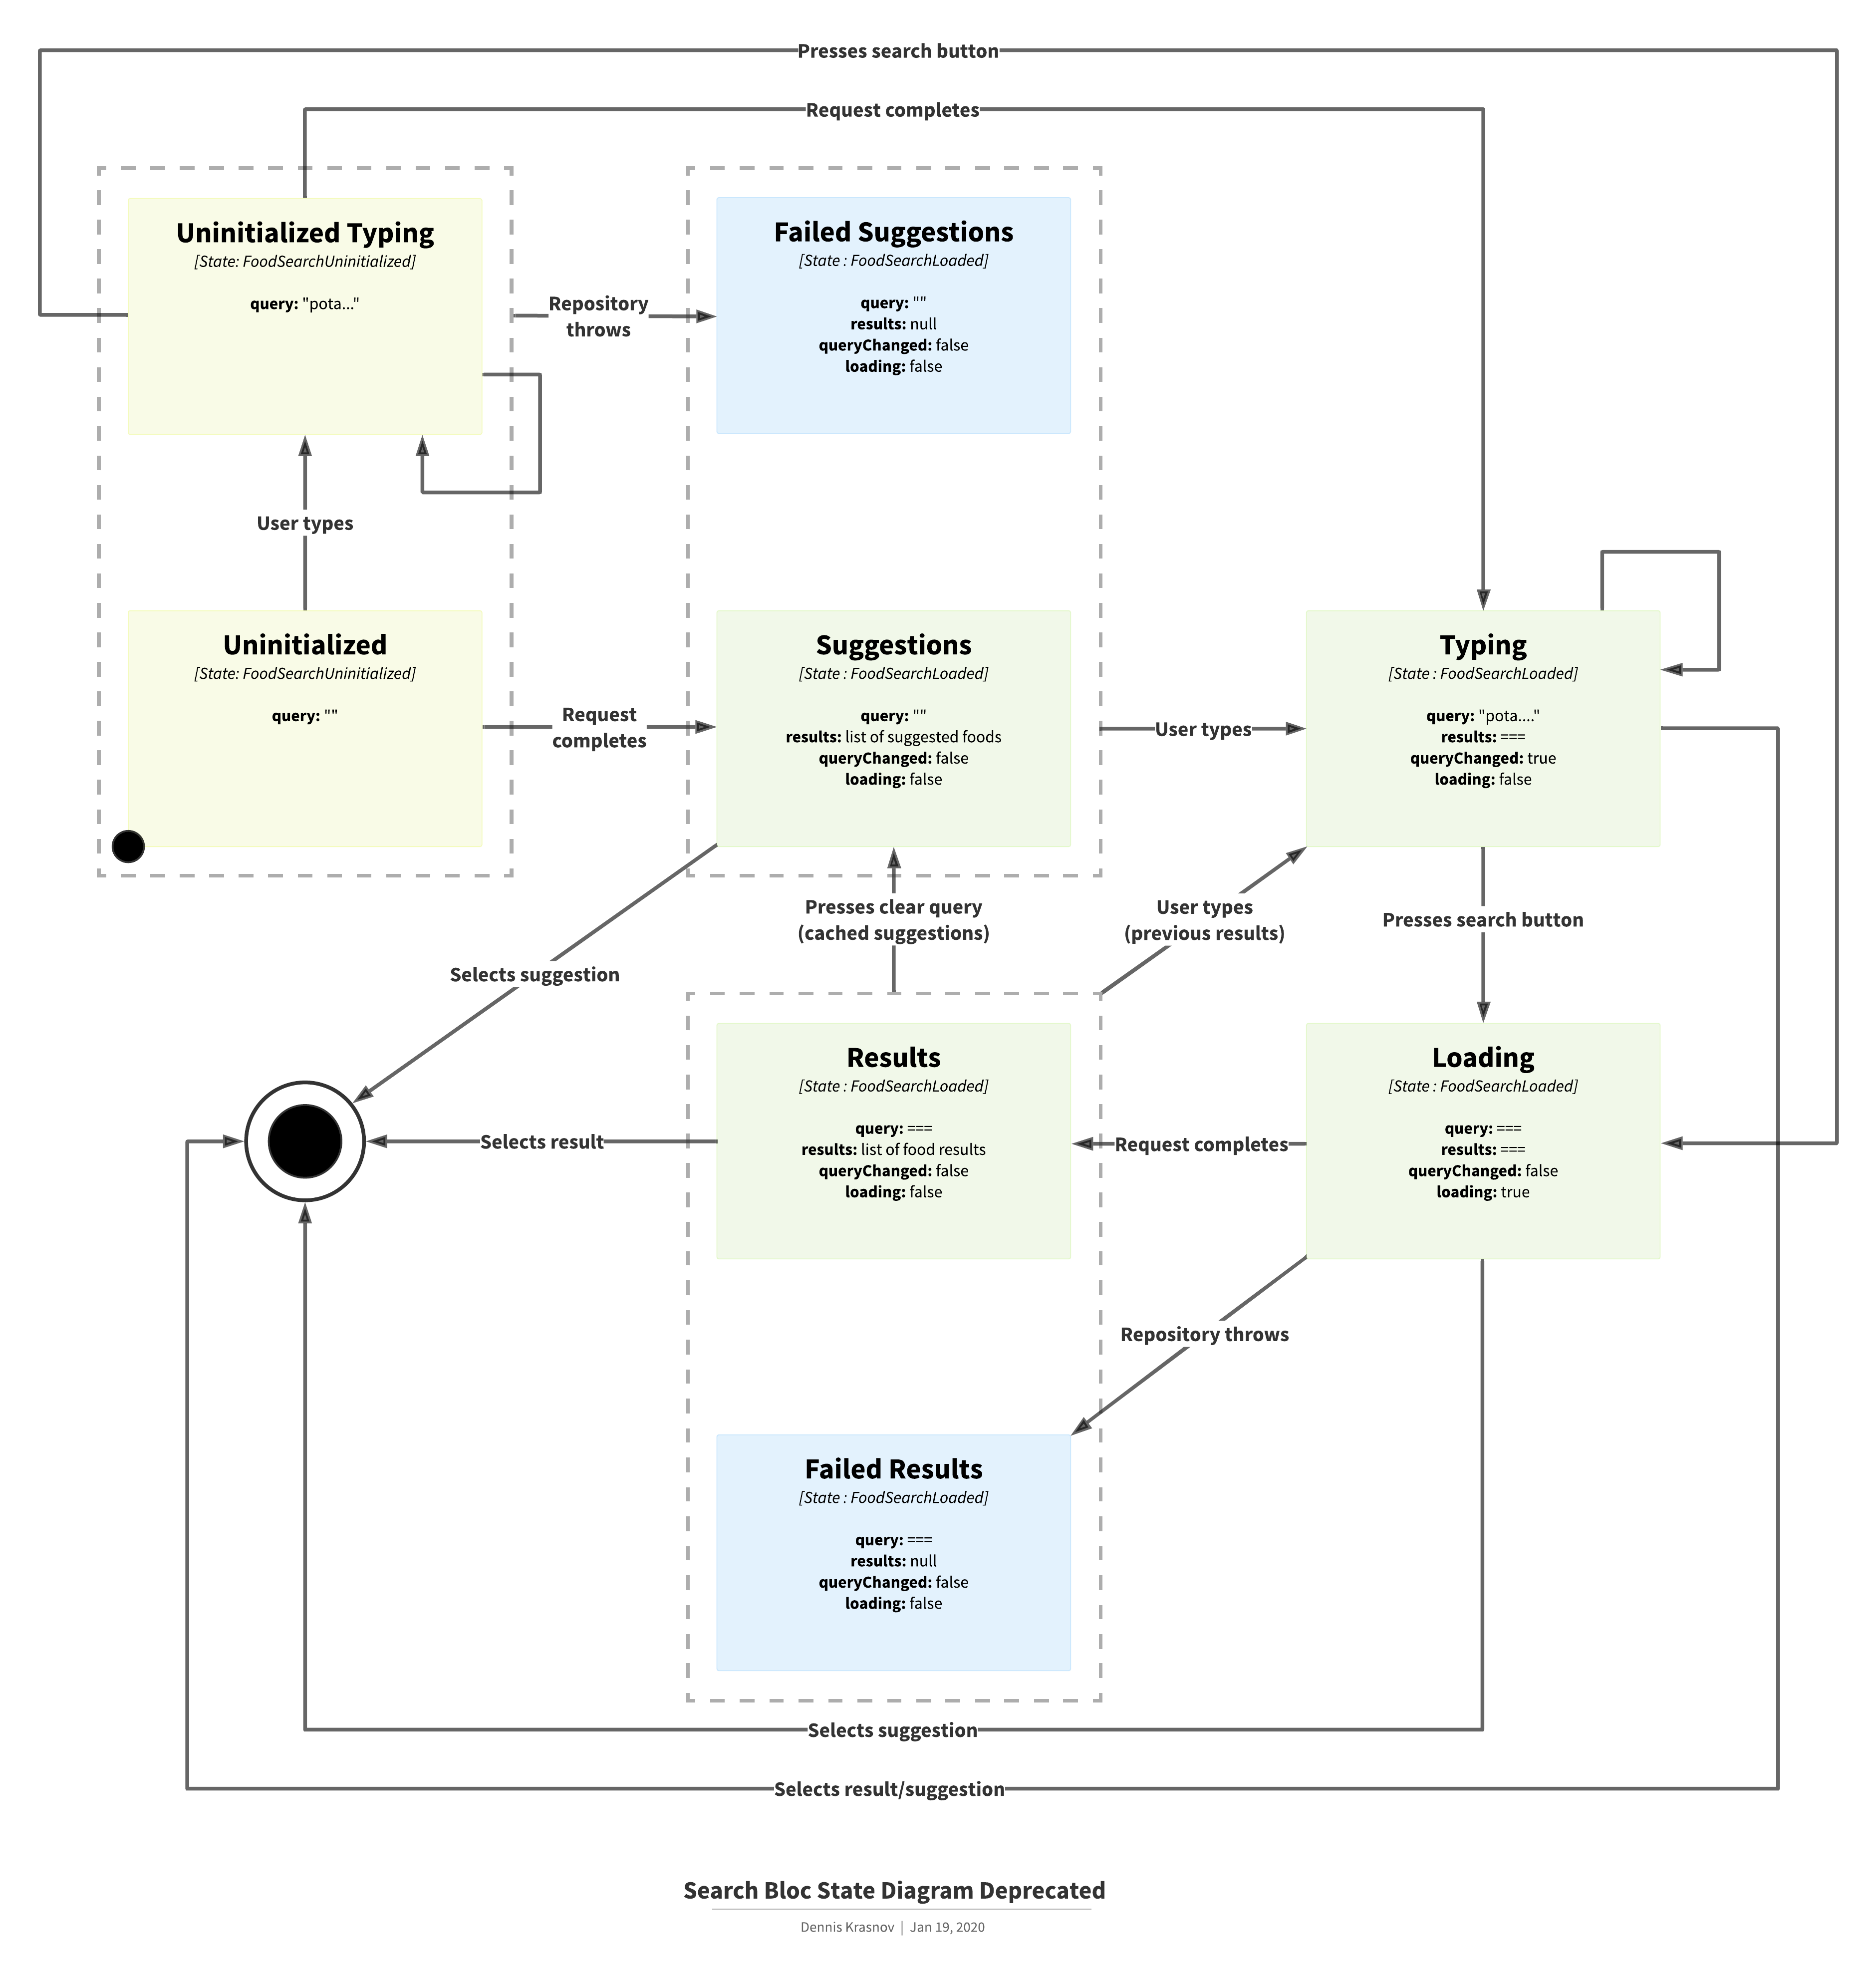 Presses search button
Request completes
Uninitialized Typing
[State: FoodSearchUninitialized]
query: "pota..."
Repository
throws
Failed Suggestions
[State : FoodSearchLoaded]
query: ""
results: null
queryChanged: false
loading: false
User types
Uninitialized
[State: FoodSearchUninitialized]
query: ""
Request
completes
Suggestions
[State : FoodSearchLoaded]
query: ""
results: list of suggested foods
queryChanged: false
loading: false
User types
Typing
[State : FoodSearchLoaded]
query: "pota...."
results: ===
queryChanged: true
loading: false
Selects suggestion
Presses clear query
(cached suggestions)
User types
(previous results)
Presses search button
Selects result
Results
[State : FoodSearchLoaded]
query: ===
results: list of food results
queryChanged: false
loading: false
Request completes
Loading
[State : FoodSearchLoaded]
query: ===
results: ===
queryChanged: false
loading: true
Repository throws
Failed Results
[State : FoodSearchLoaded]
query: ===
results: null
queryChanged: false
loading: false
Selects suggestion
Selects result/suggestion
Search Bloc State Diagram Deprecated
Dennis Krasnov | Jan 19, 2020